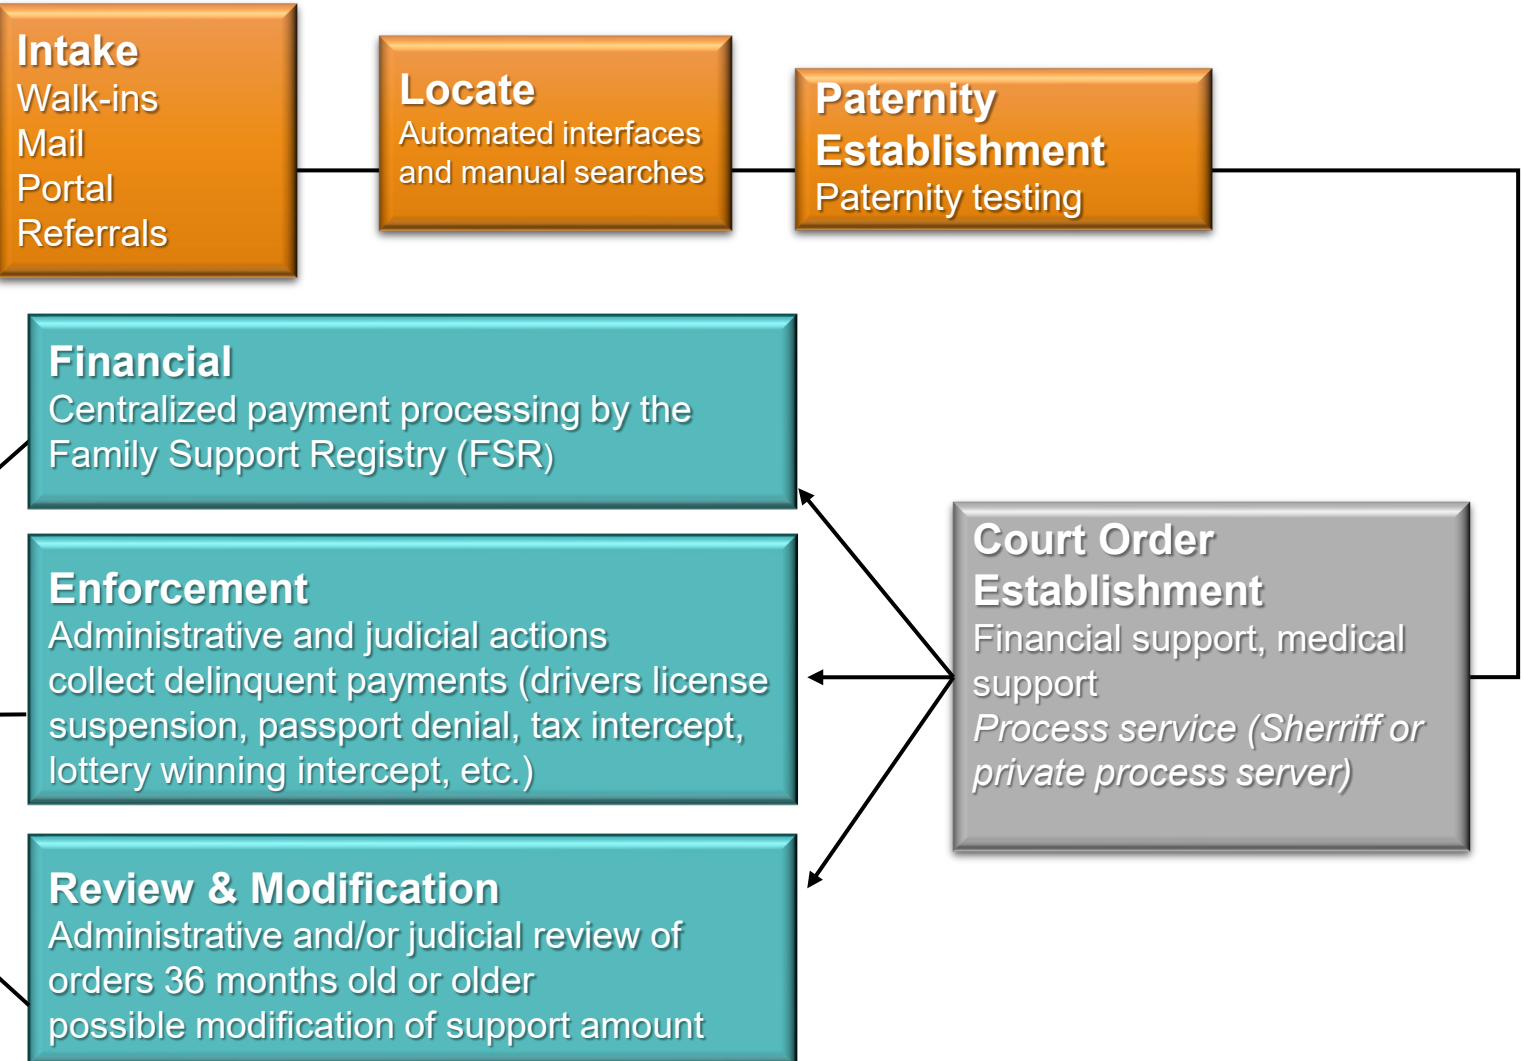 Intake
Walk-ins
Mail
Portal
Referrals
Locate
Automated interfaces
and manual searches
Paternity
Establishment
Paternity testing
Financial
Centralized payment processing by the
Family Support Registry (FSR)
Enforcement
Administrative and judicial actions
collect delinquent payments (drivers license
suspension, passport denial, tax intercept,
lottery winning intercept, etc.)
Review & Modification
Administrative and/or judicial review of
orders 36 months old or older
possible modification of support amount
Court Order
Establishment
Financial support, medical
support
Process service (Sherriff or
private process server)